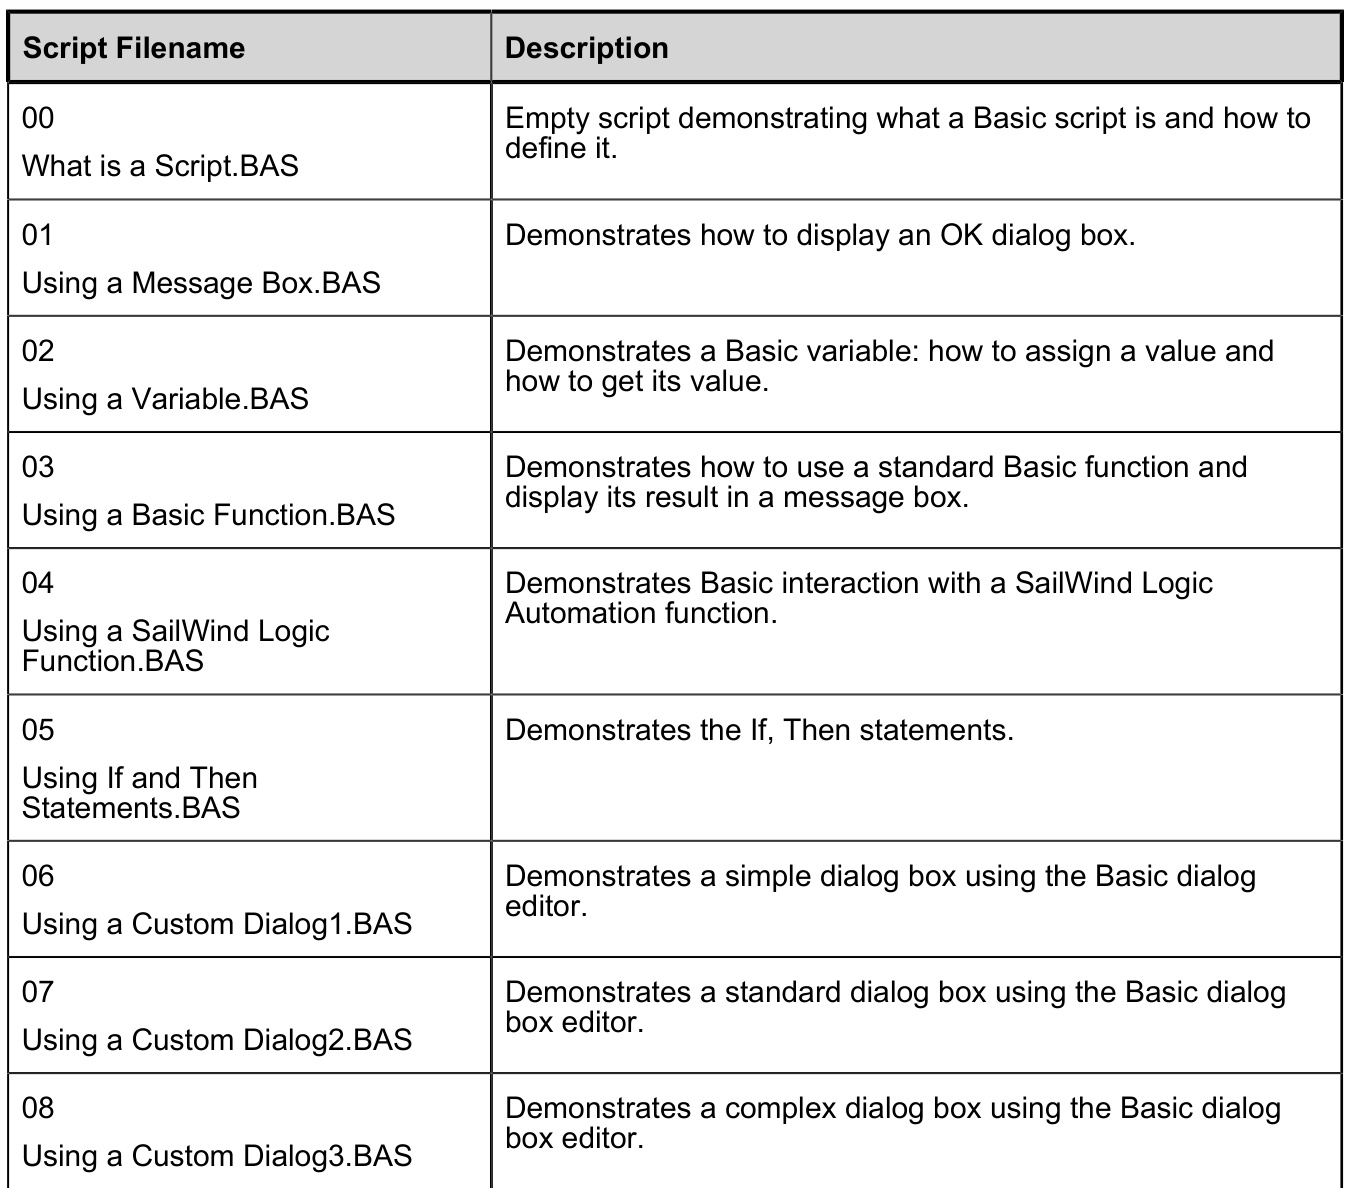 Script Filename
Description
00
What is a Script.BAS
Empty script demonstrating what a Basic script is and how to
define it.
01
Using a Message Box.BAS
Demonstrates how to display an OK dialog box.
02
Using a Variable.BAS
Demonstrates a Basic variable: how to assign a value and
how to get its value.
03
Using a Basic Function.BAS
Demonstrates how to use a standard Basic function and
display its result in a message box.
04
Using a SailWind Logic
Function.BAS
Demonstrates Basic interaction with a SailWind Logic
Automation function.
05
Using If and Then
Statements.BAS
Demonstrates the If, Then statements.
06
Using a Custom Dialog1.BAS
Demonstrates a simple dialog box using the Basic dialog
editor.
07
Using a Custom Dialog2.BAS
Demonstrates a standard dialog box using the Basic dialog
box editor.
08
Using a Custom Dialog3.BAS
Demonstrates a complex dialog box using the Basic dialog
box editor.